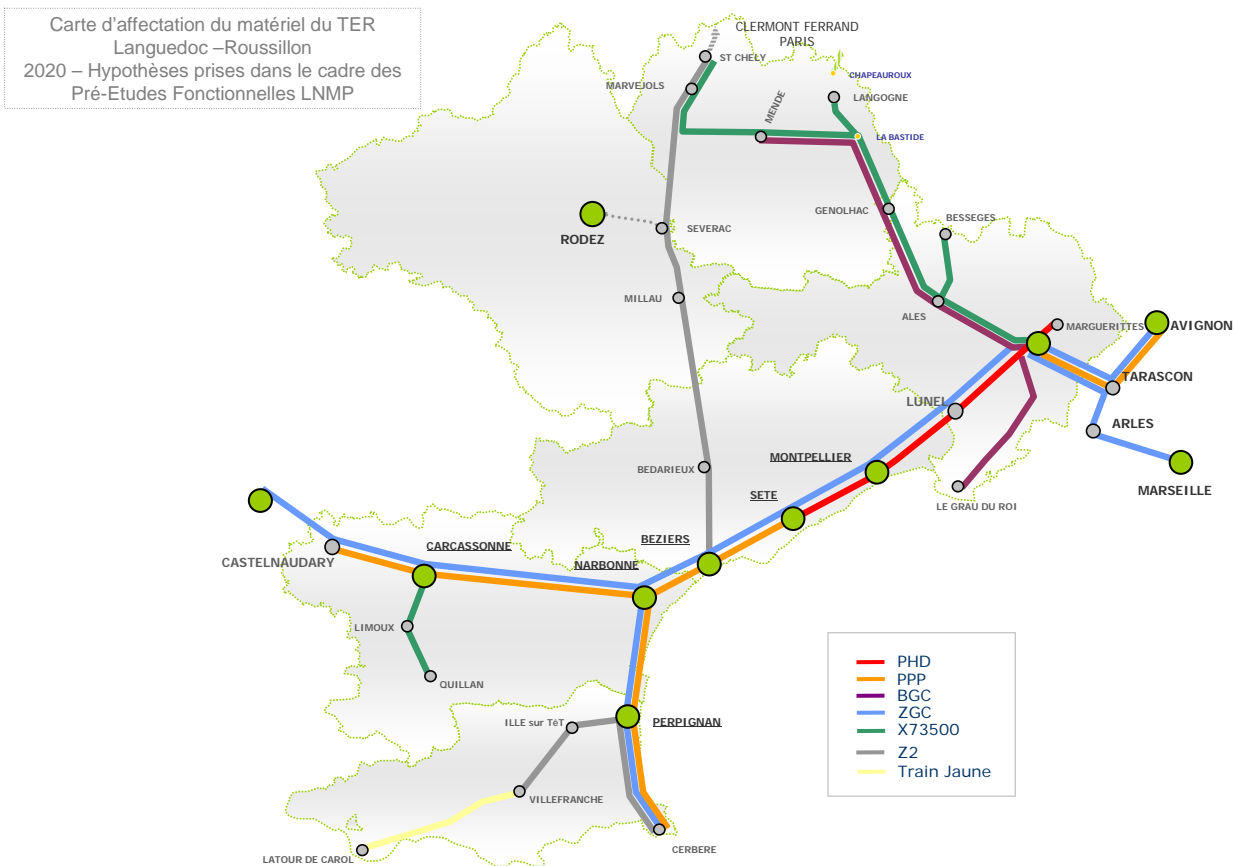 Carte d'affectation du matériel du TER
Languedoc –Roussillon
2020 – Hypothèses prises dans le cadre des
Pré-Etudes Fonctionnelles LNMP
CLERMONT FERRAND
PARIS
ST CHELY
MARVEJOLS
CHAPEAUROUX
LANGOGNE
MENDE
LA BASTIDE
GENOLHAC
BESSEGES
RODEZ
SEVERAC
MILLAU
ALES
MARGUERITTES
AVIGNON
TARASCON
LUNEL
ARLES
MONTPELLIER
BEDARIEUX
MARSEILLE
SETE
LE GRAU DU ROI
BEZIERS
CARCASSONNE
NARBONNE
CASTELNAUDARY
LIMOUX
QUILLAN
ILLE sur TêT
PERPIGNAN
VILLEFRANCHE
CERBERE
LATOUR DE CAROL
PHD
PPP
BGC
ZGC
X73500
Z2
Train Jaune